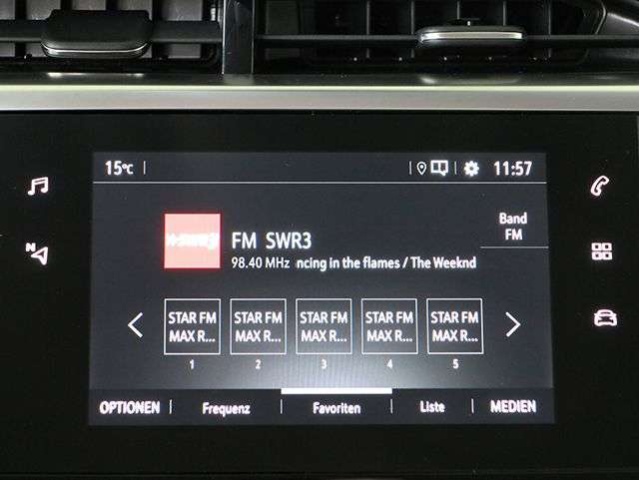 15°C
11:57
N
SWR3
FM SWR3
Band
FM
98.40 MHz ncing in the flames / The Weeknd
STAR FM STAR FM STAR FM STAR FM STAR FM
MAX R... MAX R... MAX R... MAX R... MAX R...
1 2 3 4 5
OPTIONEN Frequenz Favoriten Liste MEDIEN